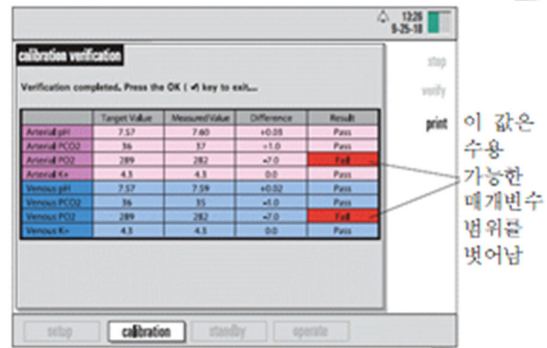 13:26
9-25-18
calibration verification
stop
Verification completed. Press the OK ( ✔) key to exit...
verify
print
Target Value Measured Value Difference Result
Arterial pH 7.57 7.60 +0.03 Pass
Arterial PCO2 36 37 +1.0 Pass
Arterial PO2 289 282 -7.0 Fail
Arterial K+ 4.3 4.3 0.0 Pass
Venous pH 7.57 7.59 +0.02 Pass
Venous PCO2 36 35 -1.0 Pass
Venous PO2 289 282 -7.0 Fail
Venous K+ 4.3 4.3 0.0 Pass
이 값은
수용
가능한
매개변수
범위를
벗어남
setup calibration standby operate